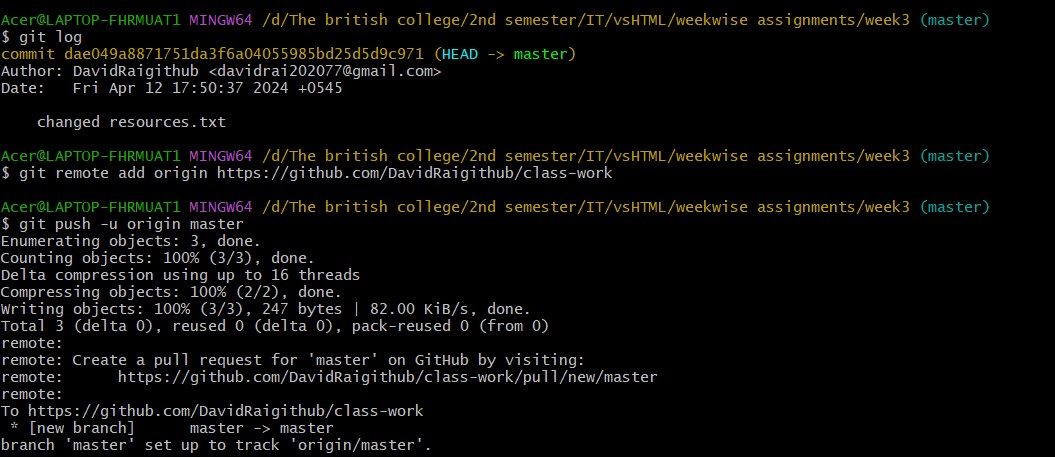 Acer@LAPTOP-FHRMUAT1 MINGW64 /d/The british college/2nd semester/IT/vsHTML/weekwise assignments/week3 (master)
$ git log
commit dae049a8871751da3f6a04055985bd25d5d9c971 (HEAD -> master)
Author: DavidRaigithub <davidrai202077@gmail.com>
Date:   Fri Apr 12 17:50:37 2024 +0545

    changed resources.txt

Acer@LAPTOP-FHRMUAT1 MINGW64 /d/The british college/2nd semester/IT/vsHTML/weekwise assignments/week3 (master)
$ git remote add origin https://github.com/DavidRaigithub/class-work

Acer@LAPTOP-FHRMUAT1 MINGW64 /d/The british college/2nd semester/IT/vsHTML/weekwise assignments/week3 (master)
$ git push -u origin master
Enumerating objects: 3, done.
Counting objects: 100% (3/3), done.
Delta compression using up to 16 threads
Compressing objects: 100% (2/2), done.
Writing objects: 100% (3/3), 247 bytes | 82.00 KiB/s, done.
Total 3 (delta 0), reused 0 (delta 0), pack-reused 0 (from 0)
remote:
remote: Create a pull request for 'master' on GitHub by visiting:
remote:      https://github.com/DavidRaigithub/class-work/pull/new/master
remote:
To https://github.com/DavidRaigithub/class-work
 * [new branch]      master -> master
branch 'master' set up to track 'origin/master'.